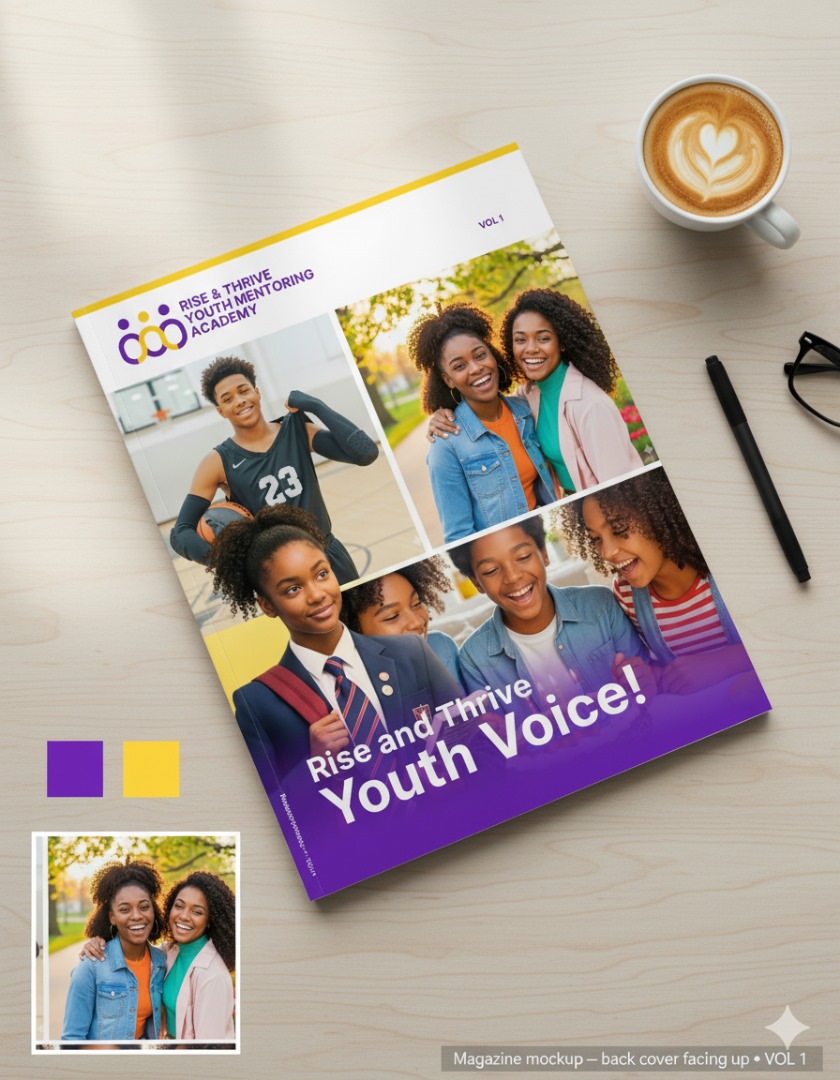 VOL 1
RISE & THRIVE
YOUTH MENTORING
ACADEMY
23
Rise and Thrive
Youth Voice!
Magazine mockup – back cover facing up • VOL 1